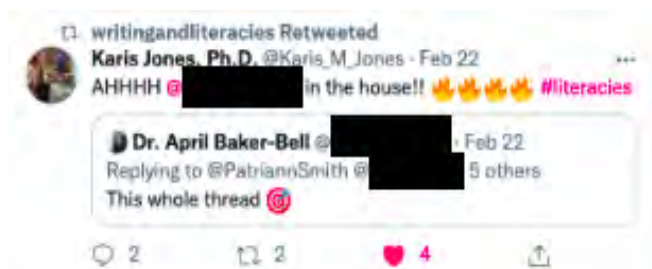 writingandliteracies Retweeted
Karis Jones, Ph.D. @Karis_M_Jones · Feb 22
AHHHH @ in the house!! 🔥🔥🔥🔥 #literacies
Dr. April Baker-Bell @ · Feb 22
Replying to @PatriannSmith @ 5 others
This whole thread 🎯
2 2 4